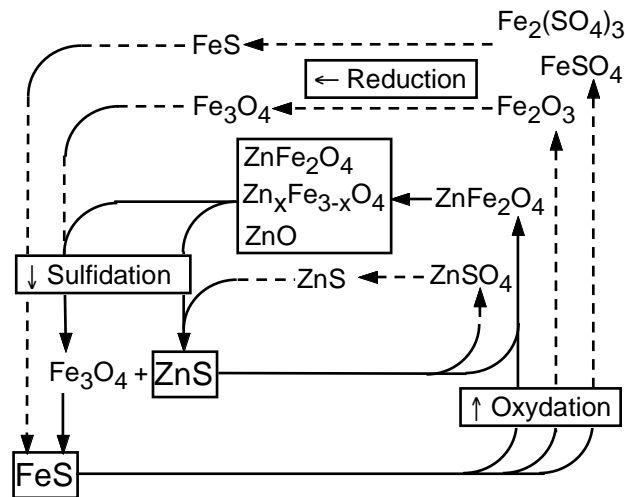 Fe2(SO4)3
FeS
FeSO4
← Reduction
Fe3O4
Fe2O3
ZnFe2O4
ZnxFe3-xO4
ZnFe2O4
ZnO
↓ Sulfidation
ZnS
ZnSO4
Fe3O4 + ZnS
↑ Oxydation
FeS